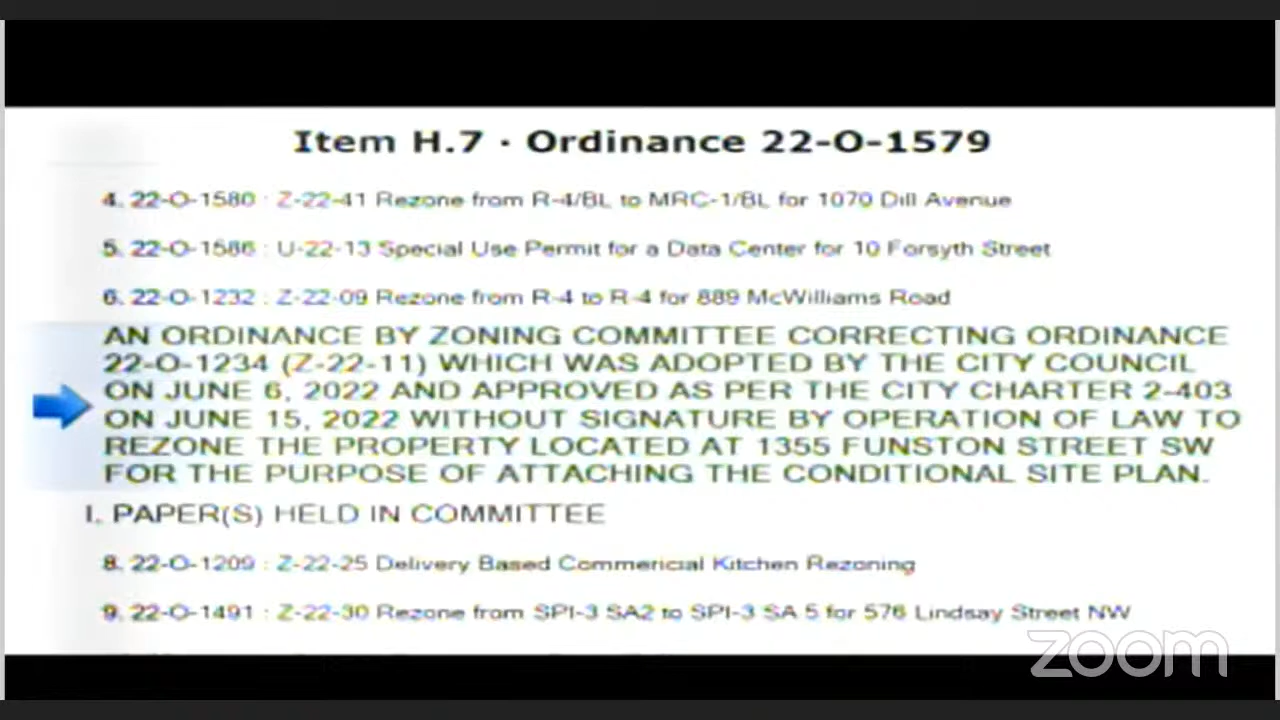 Item H.7 · Ordinance 22-O-1579
4. 22-O-1580 : Z-22-41 Rezone from R-4/BL to MRC-1/BL for 1070 Dill Avenue
5. 22-O-1586 : U-22-13 Special Use Permit for a Data Center for 10 Forsyth Street
6. 22-O-1232 : Z-22-09 Rezone from R-4 to R-4 for 889 McWilliams Road
AN ORDINANCE BY ZONING COMMITTEE CORRECTING ORDINANCE
22-O-1234 (Z-22-11) WHICH WAS ADOPTED BY THE CITY COUNCIL
ON JUNE 6, 2022 AND APPROVED AS PER THE CITY CHARTER 2-403
ON JUNE 15, 2022 WITHOUT SIGNATURE BY OPERATION OF LAW TO
REZONE THE PROPERTY LOCATED AT 1355 FUNSTON STREET SW
FOR THE PURPOSE OF ATTACHING THE CONDITIONAL SITE PLAN.
I. PAPER(S) HELD IN COMMITTEE
8. 22-O-1209 : Z-22-25 Delivery Based Commericial Kitchen Rezoning
9. 22-O-1491 : Z-22-30 Rezone from SPI-3 SA2 to SPI-3 SA 5 for 576 Lindsay Street NW
zoom